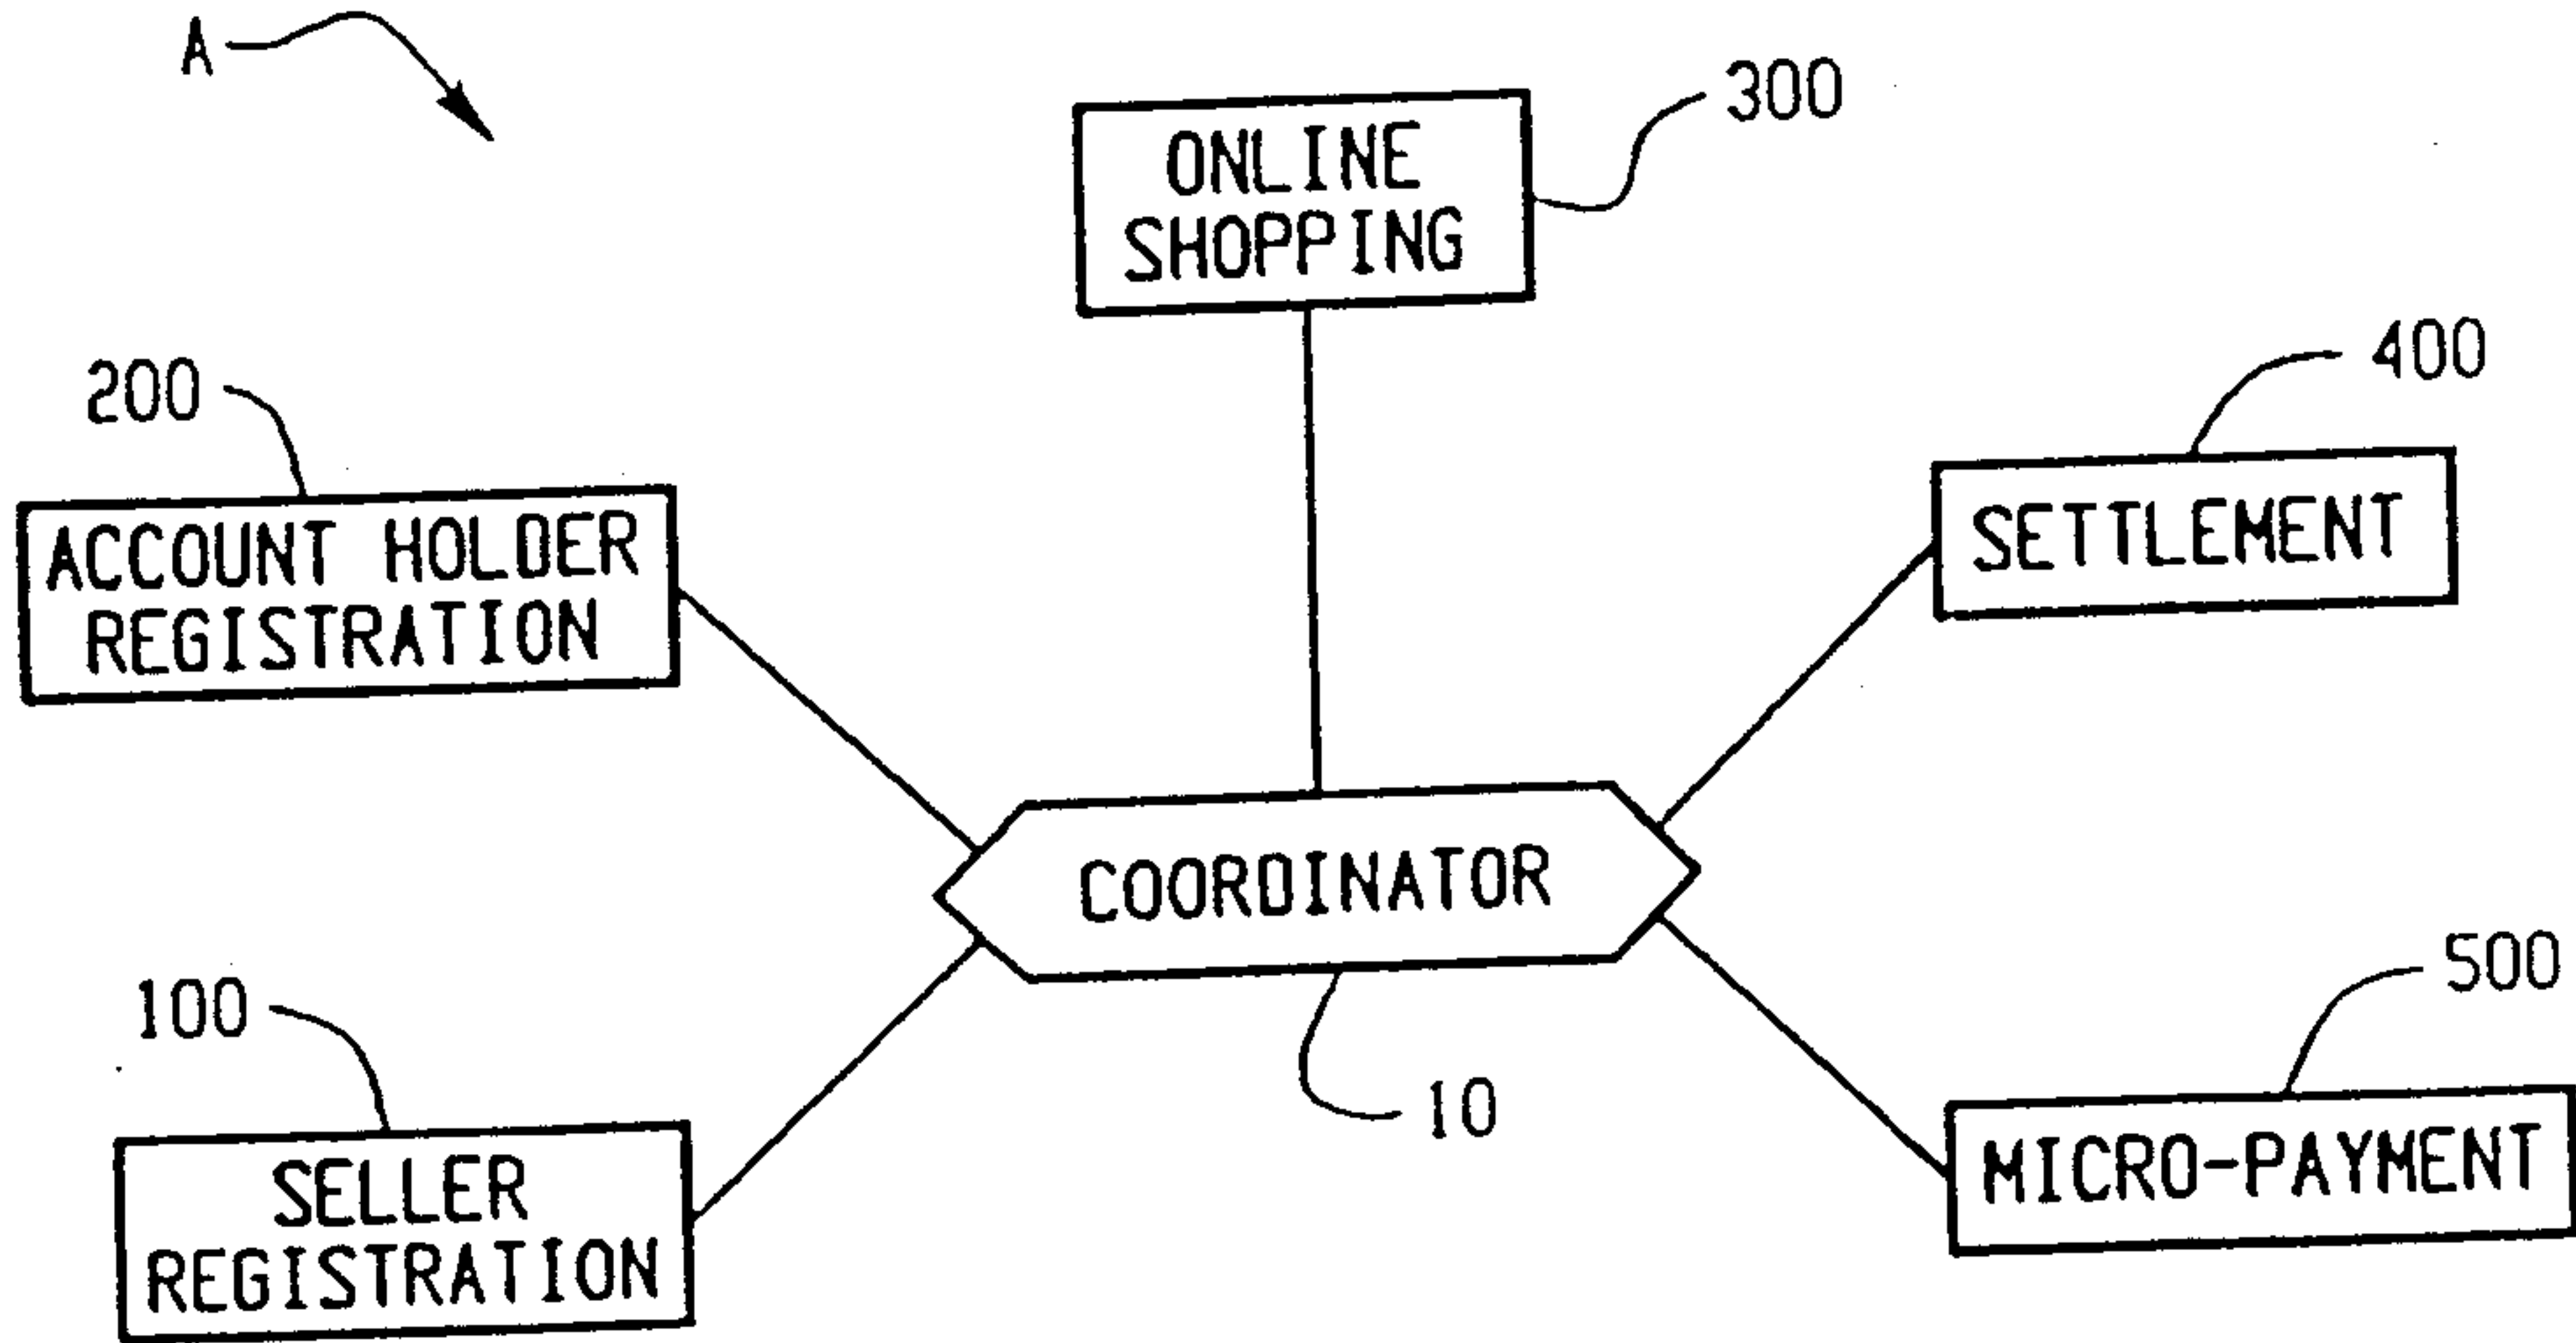 A
300
ONLINE
SHOPPING
200
400
ACCOUNT HOLDER
REGISTRATION
SETTLEMENT
COORDINATOR
100
500
10
SELLER
REGISTRATION
MICRO-PAYMENT